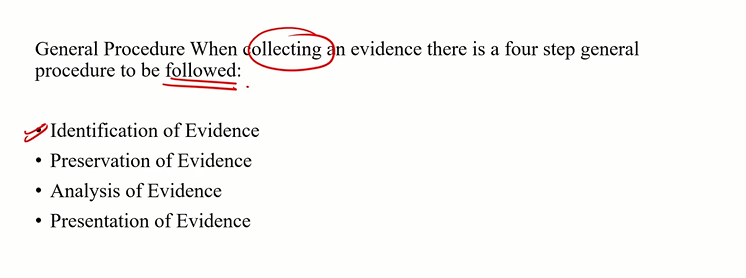 General Procedure When collecting an evidence there is a four step general
procedure to be followed:
• Identification of Evidence
• Preservation of Evidence
• Analysis of Evidence
• Presentation of Evidence